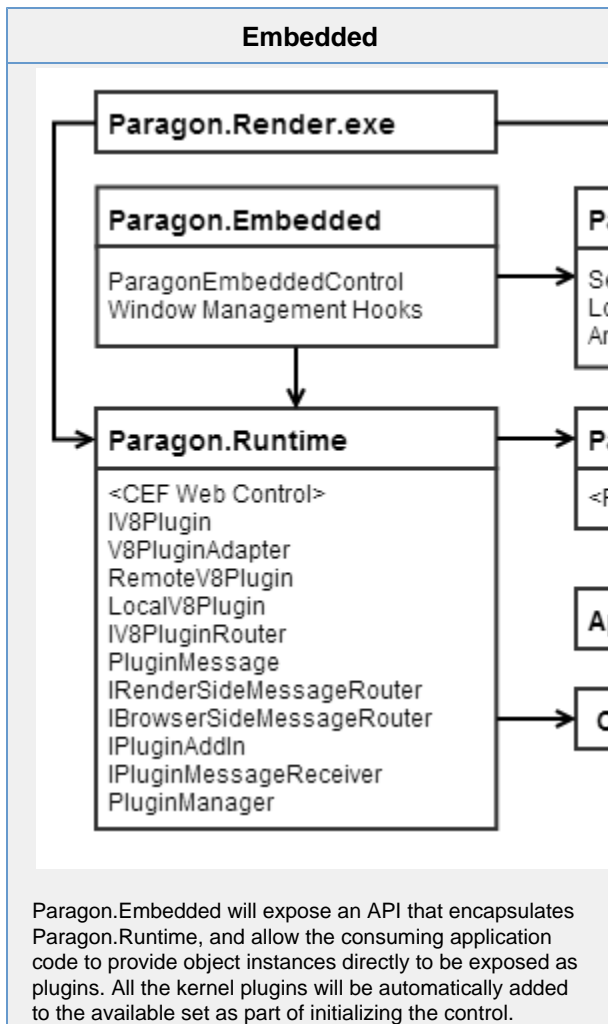 Embedded
Paragon.Render.exe
Paragon.Embedded
ParagonEmbeddedControl
Window Management Hooks
Paragon.Runtime
<CEF Web Control>
IV8Plugin
V8PluginAdapter
RemoteV8Plugin
LocalV8Plugin
IV8PluginRouter
PluginMessage
IRenderSideMessageRouter
IBrowserSideMessageRouter
IPluginAddIn
IPluginMessageReceiver
PluginManager
Paragon.Embedded will expose an API that encapsulates
Paragon.Runtime, and allow the consuming application
code to provide object instances directly to be exposed as
plugins. All the kernel plugins will be automatically added
to the available set as part of initializing the control.